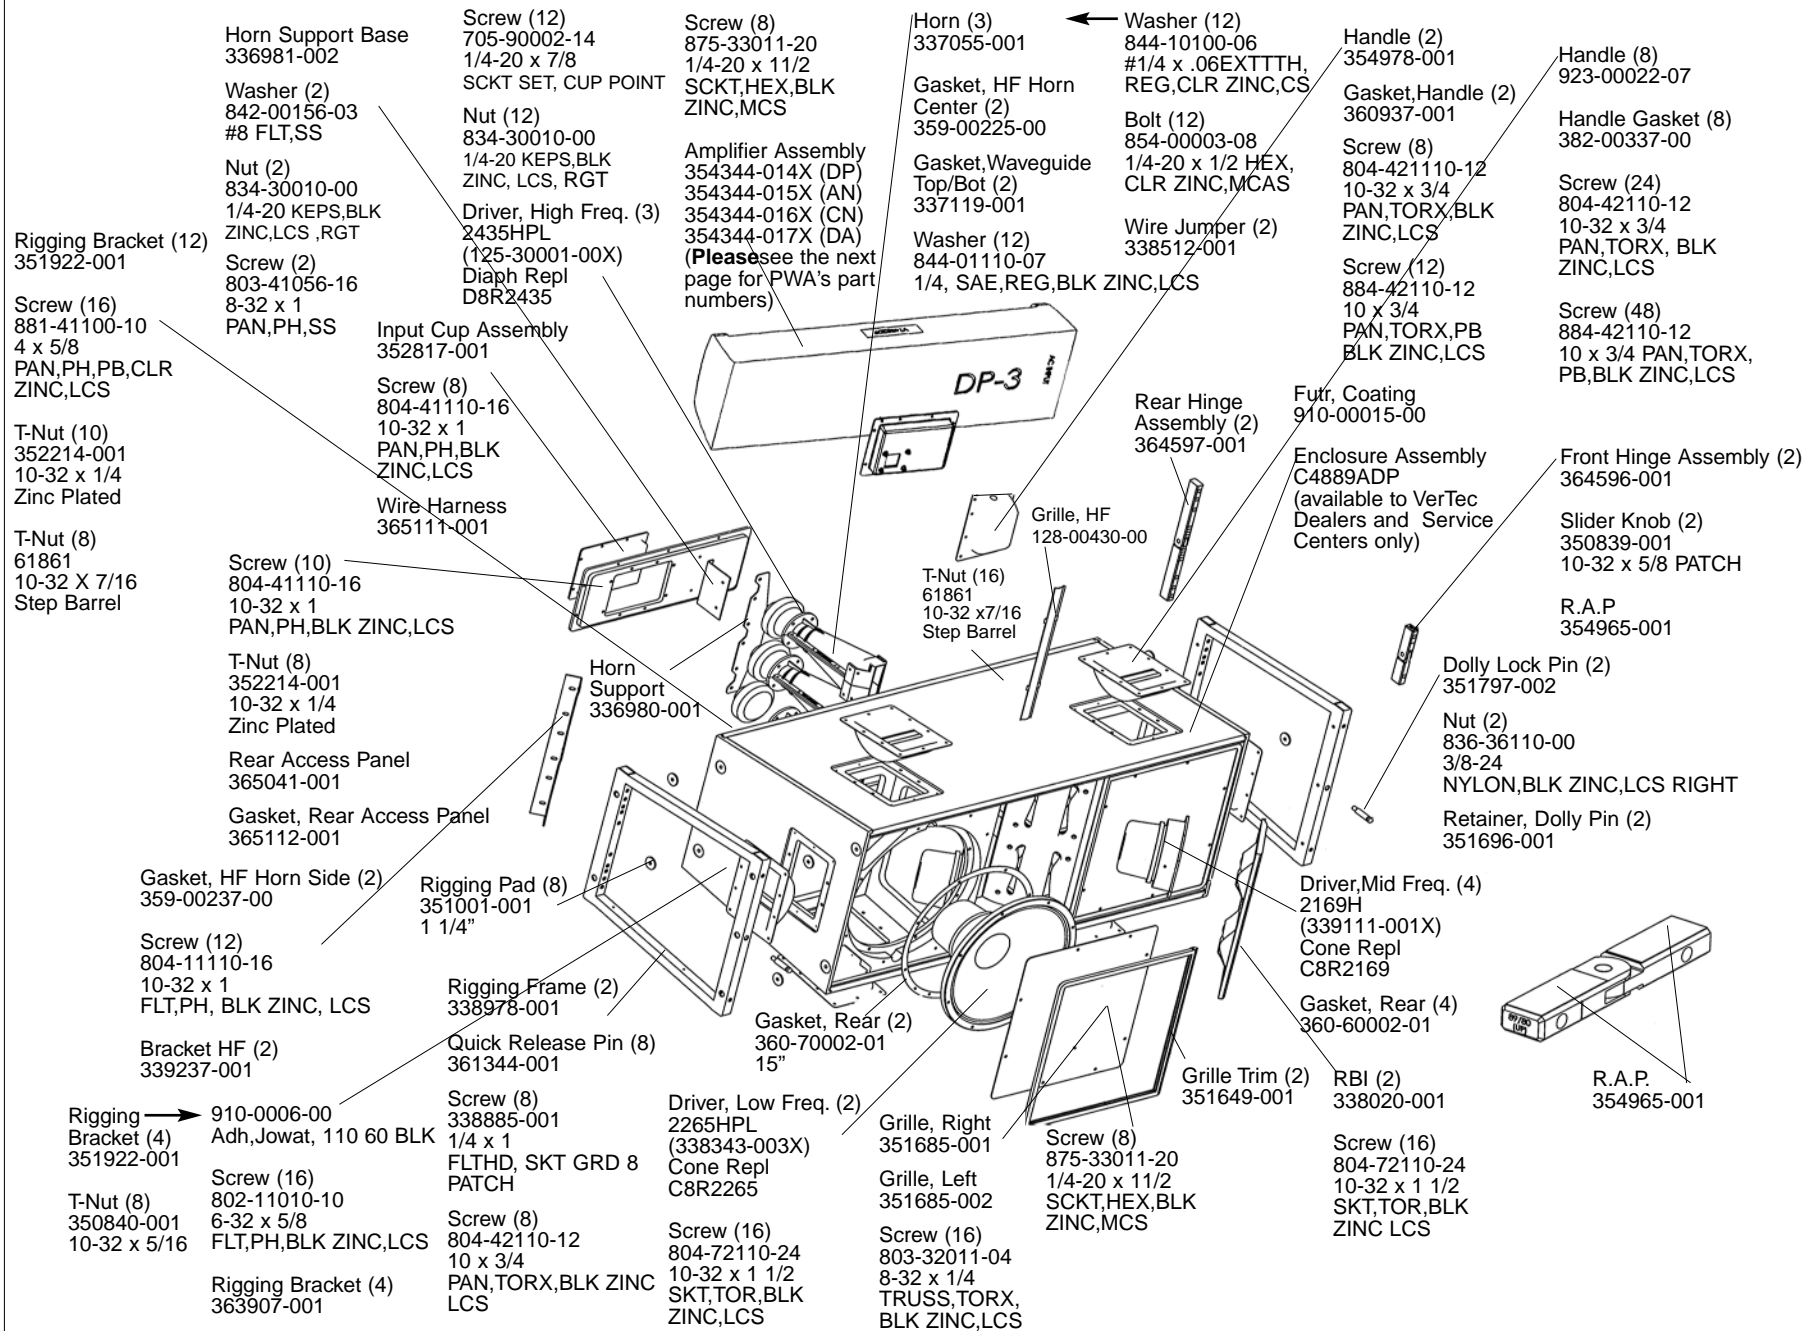 Horn Support Base
336981-002
Washer (2)
842-00156-03
#8 FLT,SS
Nut (2)
834-30010-00
1/4-20 KEPS,BLK
ZINC,LCS ,RGT
Screw (2)
803-41056-16
8-32 x 1
PAN,PH,SS
Rigging Bracket (12)
351922-001
Screw (16)
881-41100-10
4 x 5/8
PAN,PH,PB,CLR
ZINC,LCS
T-Nut (10)
352214-001
10-32 x 1/4
Zinc Plated
T-Nut (8)
61861
10-32 X 7/16
Step Barrel
Screw (12)
705-90002-14
1/4-20 x 7/8
SCKT SET, CUP POINT
Nut (12)
834-30010-00
1/4-20 KEPS,BLK
ZINC, LCS, RGT
Driver, High Freq. (3)
2435HPL
(125-30001-00X)
Diaph Repl
D8R2435
Input Cup Assembly
352817-001
Screw (8)
804-41110-16
10-32 x 1
PAN,PH,BLK
ZINC,LCS
Wire Harness
365111-001
Screw (8)
875-33011-20
1/4-20 x 11/2
SCKT,HEX,BLK
ZINC,MCS
Amplifier Assembly
354344-014X (DP)
354344-015X (AN)
354344-016X (CN)
354344-017X (DA)
(Pleasesee the next
page for PWA's part
numbers)
Horn (3)
337055-001
Gasket, HF Horn
Center (2)
359-00225-00
Gasket,Waveguide
Top/Bot (2)
337119-001
Washer (12)
844-01110-07
1/4, SAE,REG,BLK ZINC,LCS
Washer (12)
844-10100-06
#1/4 x .06EXTTTH,
REG,CLR ZINC,CS
Bolt (12)
854-00003-08
1/4-20 x 1/2 HEX,
CLR ZINC,MCAS
Wire Jumper (2)
338512-001
Handle (2)
354978-001
Gasket,Handle (2)
360937-001
Screw (8)
804-421110-12
10-32 x 3/4
PAN,TORX,BLK
ZINC,LCS
Screw (12)
884-42110-12
10 x 3/4
PAN,TORX,PB
BLK ZINC,LCS
Futr, Coating
910-00015-00
Enclosure Assembly
C4889ADP
(available to VerTec
Dealers and Service
Centers only)
Handle (8)
923-00022-07
Handle Gasket (8)
382-00337-00
Screw (24)
804-42110-12
10-32 x 3/4
PAN,TORX, BLK
ZINC,LCS
Screw (48)
884-42110-12
10 x 3/4 PAN,TORX,
PB,BLK ZINC,LCS
Front Hinge Assembly (2)
364596-001
Slider Knob (2)
350839-001
10-32 x 5/8 PATCH
R.A.P
354965-001
DP-3
AC INPUT
Rear Hinge
Assembly (2)
364597-001
Grille, HF
128-00430-00
T-Nut (16)
61861
10-32 x7/16
Step Barrel
Screw (10)
804-41110-16
10-32 x 1
PAN,PH,BLK ZINC,LCS
T-Nut (8)
352214-001
10-32 x 1/4
Zinc Plated
Rear Access Panel
365041-001
Gasket, Rear Access Panel
365112-001
Horn
Support
336980-001
Dolly Lock Pin (2)
351797-002
Nut (2)
836-36110-00
3/8-24
NYLON,BLK ZINC,LCS RIGHT
Retainer, Dolly Pin (2)
351696-001
Gasket, HF Horn Side (2)
359-00237-00
Screw (12)
804-11110-16
10-32 x 1
FLT,PH, BLK ZINC, LCS
Bracket HF (2)
339237-001
Rigging Pad (8)
351001-001
1 1/4”
Rigging Frame (2)
338978-001
Quick Release Pin (8)
361344-001
Screw (8)
338885-001
1/4 x 1
FLTHD, SKT GRD 8
PATCH
Screw (8)
804-42110-12
10 x 3/4
PAN,TORX,BLK ZINC
LCS
Rigging
Bracket (4)
351922-001
T-Nut (8)
350840-001
10-32 x 5/16
910-0006-00
Adh,Jowat, 110 60 BLK
Screw (16)
802-11010-10
6-32 x 5/8
FLT,PH,BLK ZINC,LCS
Rigging Bracket (4)
363907-001
Gasket, Rear (2)
360-70002-01
15”
Driver, Low Freq. (2)
2265HPL
(338343-003X)
Cone Repl
C8R2265
Screw (16)
804-72110-24
10-32 x 1 1/2
SKT,TOR,BLK
ZINC,LCS
Grille, Right
351685-001
Grille, Left
351685-002
Screw (16)
803-32011-04
8-32 x 1/4
TRUSS,TORX,
BLK ZINC,LCS
Screw (8)
875-33011-20
1/4-20 x 11/2
SCKT,HEX,BLK
ZINC,MCS
Grille Trim (2)
351649-001
Driver,Mid Freq. (4)
2169H
(339111-001X)
Cone Repl
C8R2169
Gasket, Rear (4)
360-60002-01
RBI (2)
338020-001
Screw (16)
804-72110-24
10-32 x 1 1/2
SKT,TOR,BLK
ZINC LCS
R.A.P.
354965-001